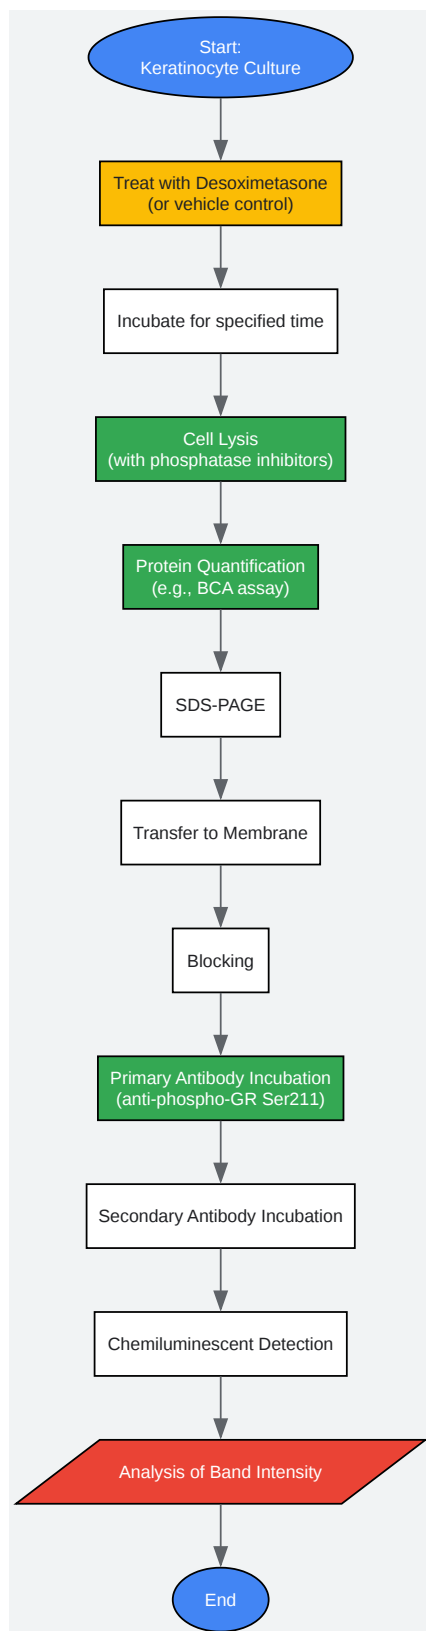 Start:
Keratinocyte Culture
Treat with Desoximetasone
(or vehicle control)
Incubate for specified time
Cell Lysis
(with phosphatase inhibitors)
Protein Quantification
(e.g., BCA assay)
SDS-PAGE
Transfer to Membrane
Blocking
Primary Antibody Incubation
(anti-phospho-GR Ser211)
Secondary Antibody Incubation
Chemiluminescent Detection
Analysis of Band Intensity
End